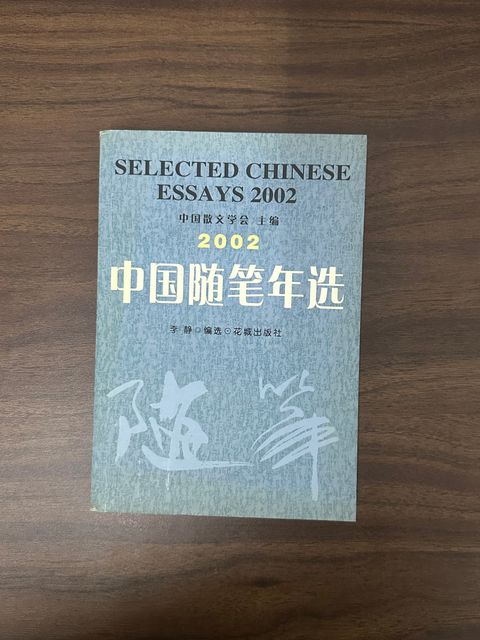 SELECTED CHINESE
ESSAYS 2002
中国散文学会 主编
2002
中国随笔年选
李 静⊙编选⊙花城出版社
随笔